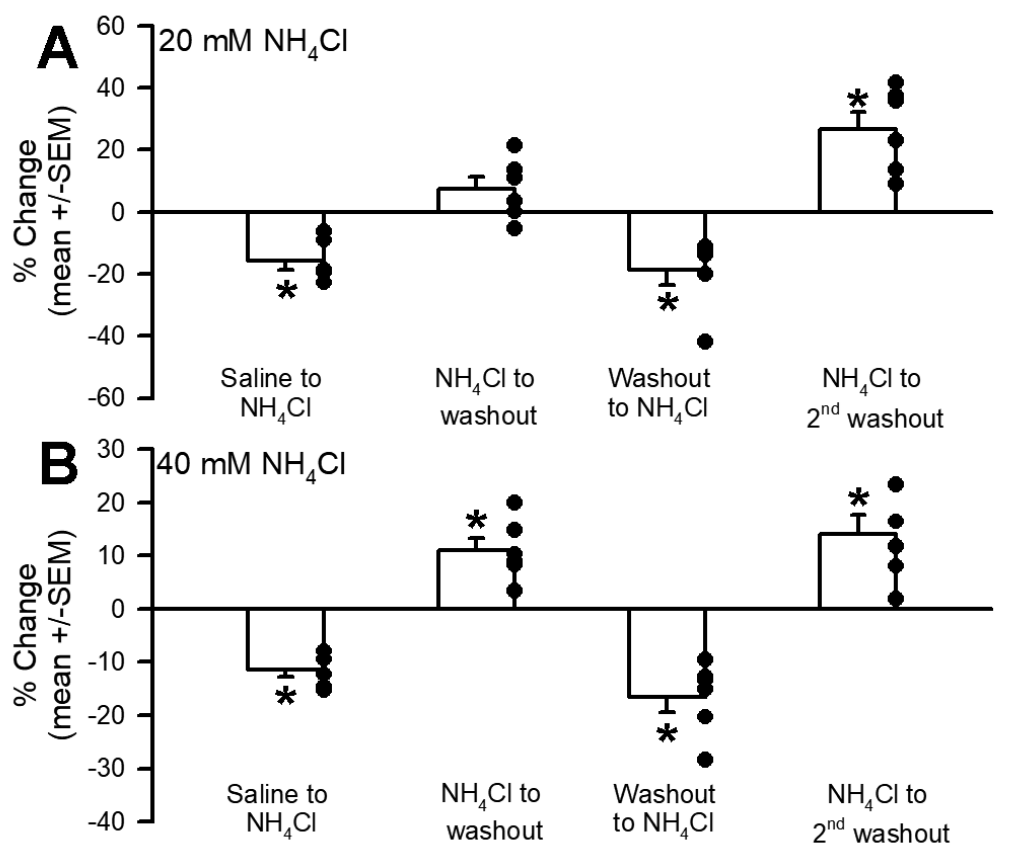 A
20 mM NH₄Cl
% Change
(mean +/-SEM)
60
40
20
0
-20
-40
-60
*
*
*
Saline to
NH₄Cl
NH₄Cl to
washout
Washout
to NH₄Cl
NH₄Cl to
2ⁿᵈ washout
B
40 mM NH₄Cl
% Change
(mean +/-SEM)
30
20
10
0
-10
-20
-30
-40
*
*
*
*
Saline to
NH₄Cl
NH₄Cl to
washout
Washout
to NH₄Cl
NH₄Cl to
2ⁿᵈ washout